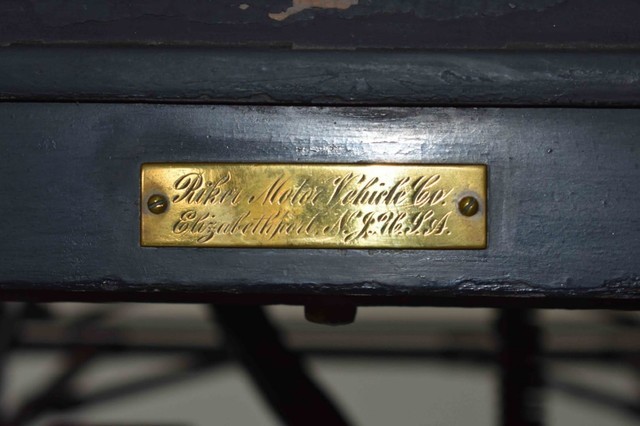 Riker Motor Vehicle Co.
Elizabethport N.J.U.S.A.